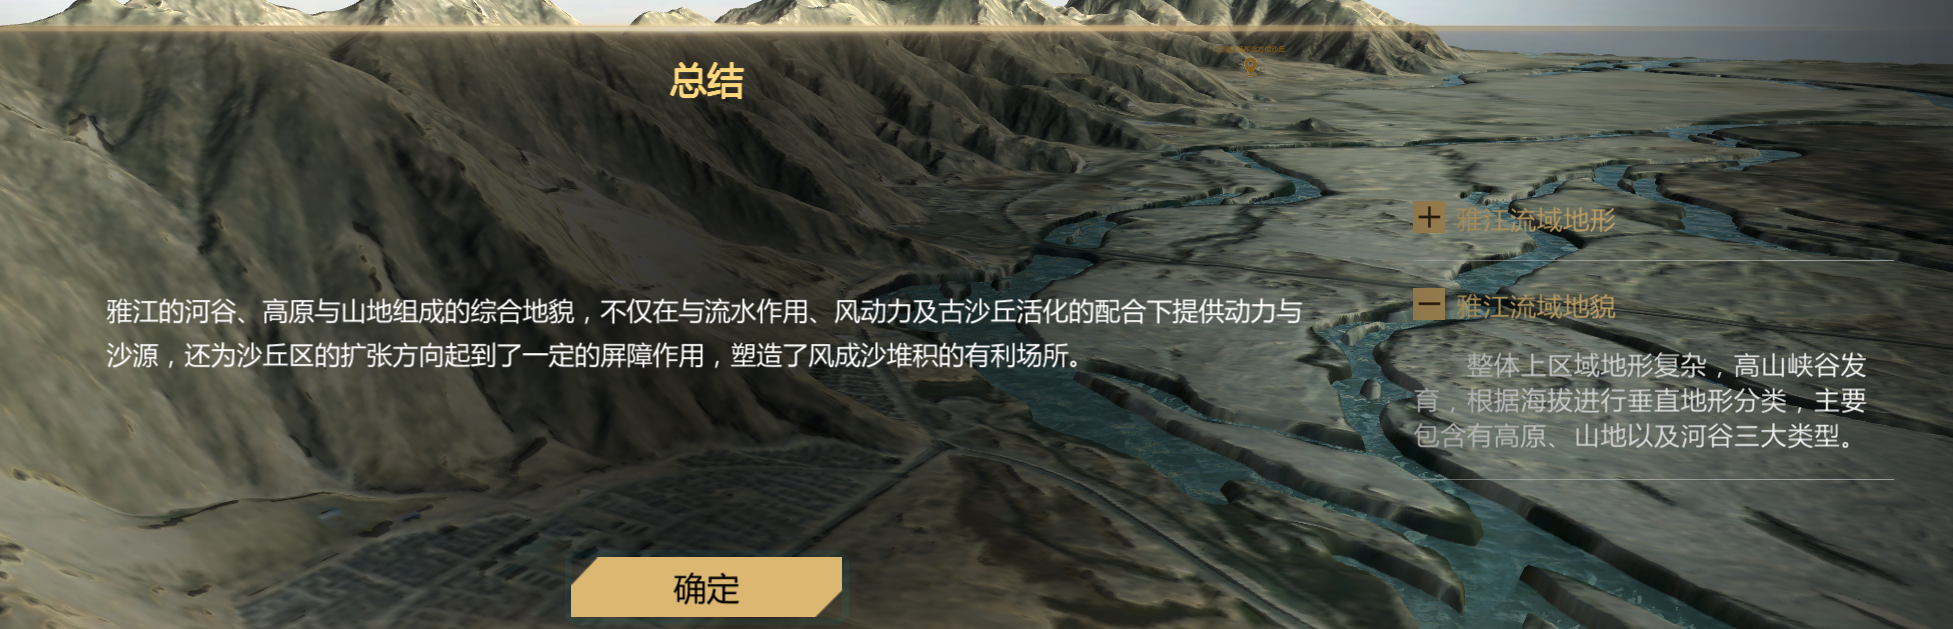 总结
雅江的河谷、高原与山地组成的综合地貌，不仅在与流水作用、风动力及古沙丘活化的配合下提供动力与
沙源，还为沙丘区的扩张方向起到了一定的屏障作用，塑造了风成沙堆积的有利场所。
确定
雅江流域地形
雅江流域地貌
整体上区域地形复杂，高山峡谷发
育，根据海拔进行垂直地形分类，主要
包含有高原、山地以及河谷三大类型。